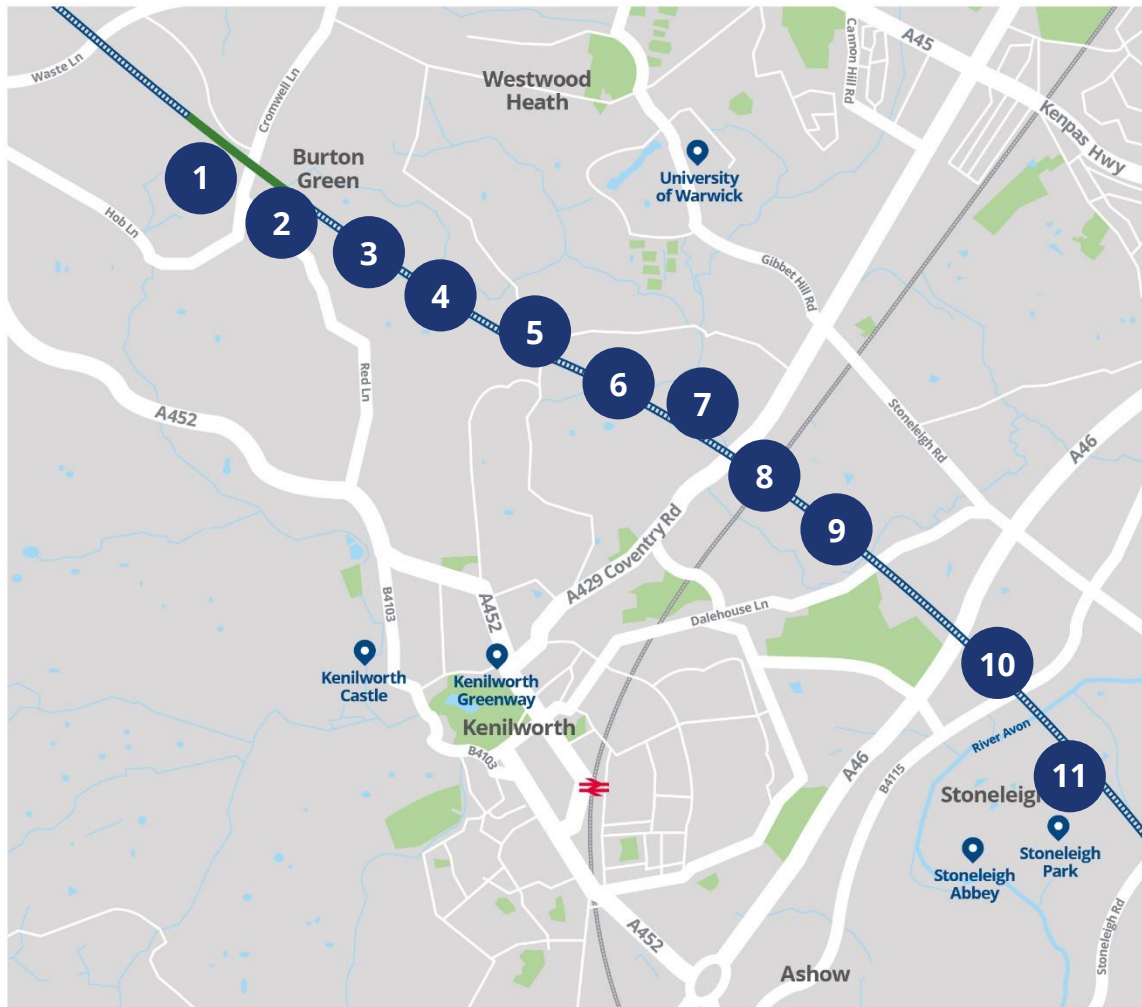 Waste Ln
Cromwell Ln
Cannon Hill Rd
A45
Westwood
Heath
Kenpas Hwy
Burton
Green
University
of Warwick
1
2
Hob Ln
3
Gibbet Hill Rd
4
5
Red Ln
6
7
A452
Stoneleigh Rd
A46
8
9
A429 Coventry Rd
B4103
A452
Dalehouse Ln
Kenilworth
Castle
Kenilworth
Greenway
10
Kenilworth
River Avon
B4103
A46
B4115
11
Stoneleigh
Stoneleigh
Park
Stoneleigh
Abbey
A452
Ashow
Stoneleigh Rd